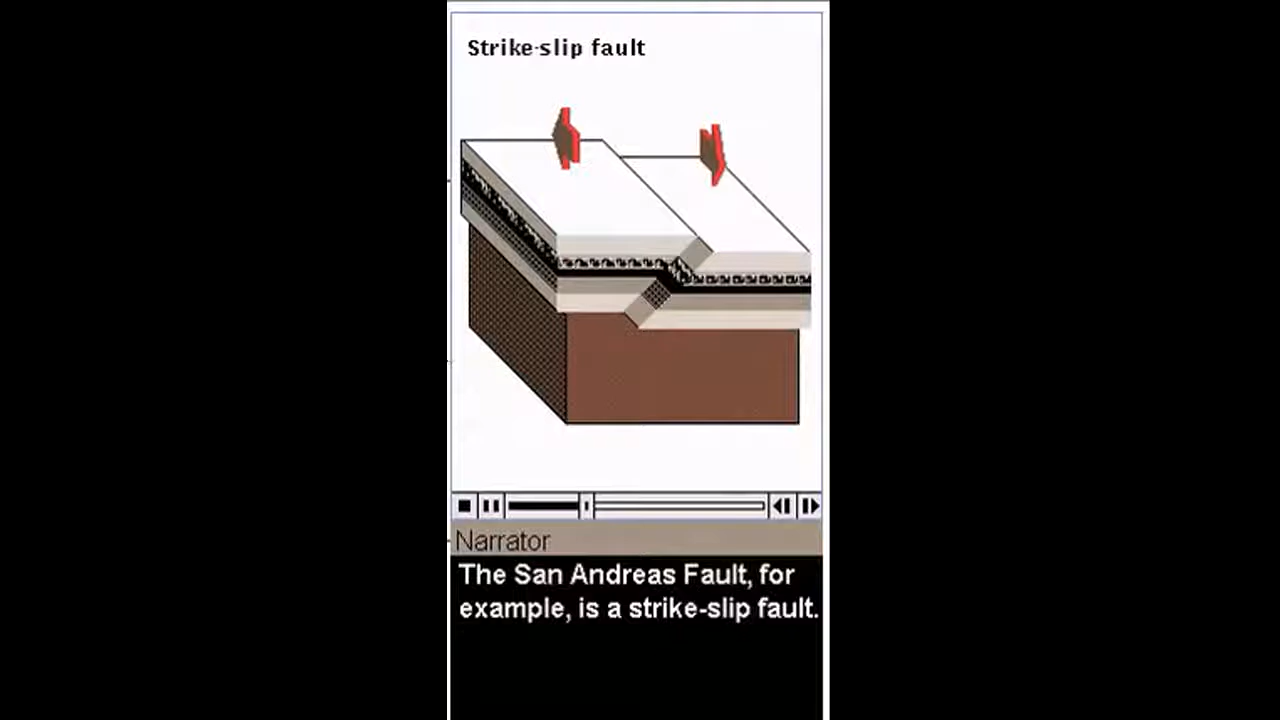 Strike-slip fault
Narrator
The San Andreas Fault, for
example, is a strike-slip fault.